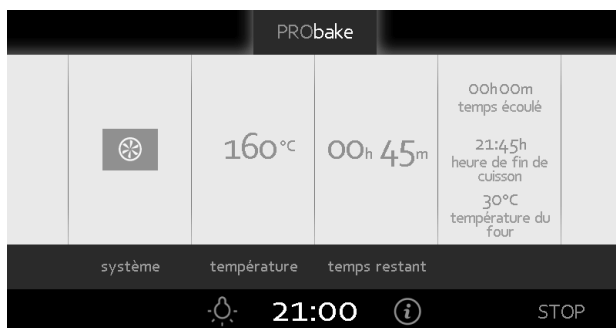 PRObake
160°C
00h 45m
00h00m
temps écoulé
21:45h
heure de fin de
cuisson
30°C
température du
four
système
température
temps restant
21:00
i
STOP